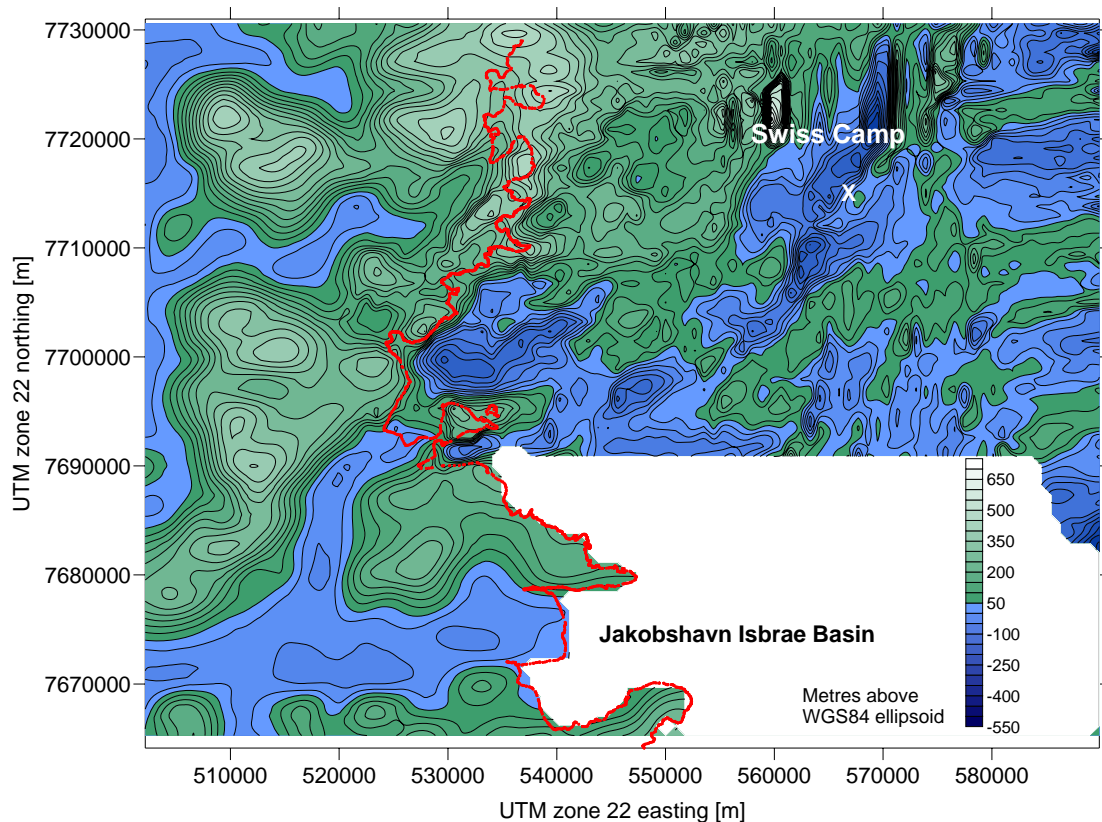 7730000
7720000
7710000
7700000
7690000
7680000
7670000
UTM zone 22 northing [m]
Swiss Camp
X
650
500
350
200
50
-100
-250
-400
-550
Jakobshavn Isbrae Basin
Metres above
WGS84 ellipsoid
510000 520000 530000 540000 550000 560000 570000 580000
UTM zone 22 easting [m]